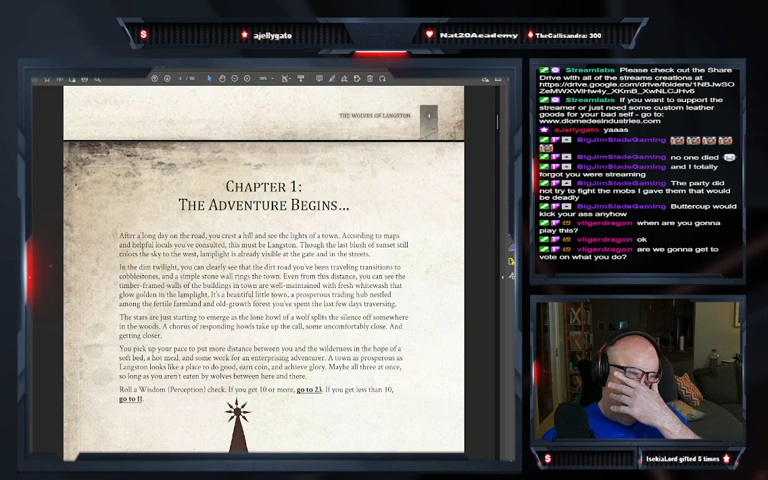 ajellygato
Nat20Academy
TheCallisandra: 300
THE WOLVES OF LANGSTON
4
CHAPTER 1:
THE ADVENTURE BEGINS...
After a long day on the road, you crest a hill and see the lights of a town. According to maps
and helpful locals you've consulted, this must be Langston. Though the last blush of sunset still
colors the sky to the west, lamplight is already visible at the gate and in the streets.
In the dim twilight, you can clearly see that the dirt road you've been traveling transitions to
cobblestones, and a simple stone wall rings the town. Even from this distance, you can see the
timber-framed walls of the buildings in town are well-maintained with fresh whitewash that
glow golden in the lamplight. It's a beautiful little town, a prosperous trading hub nestled
among the fertile farmland and old-growth forest you've spent the last few days traversing.
The stars are just starting to emerge as the lone howl of a wolf splits the silence off somewhere
in the woods. A chorus of responding howls take up the call, some uncomfortably close. And
getting closer.
You pick up your pace to put more distance between you and the wilderness in the hope of a
soft bed, a hot meal, and some work for an enterprising adventurer. A town as prosperous as
Langston looks like a place to do good, earn coin, and achieve glory. Maybe all three at once,
so long as you aren't eaten by wolves between here and there.
Roll a Wisdom (Perception) check. If you get 10 or more, go to 23. If you get less than 10,
go to 11.
Streamlabs Please check out the Share
Drive with all of the streams creations at
https://drive.google.com/drive/folders/
Streamlabs If you want to support the
streamer or just need some custom leather
goods for your bad self - go to:
www.diomedesindustries.com
ajellygato yaaas
BigJimSladeGaming
BigJimSladeGaming no one died
BigJimSladeGaming and I totally
forgot you were streaming
BigJimSladeGaming The party did
not try to fight the mobs I gave them that would
be deadly
BigJimSladeGaming Buttercup would
kick your ass anyhow
vligerdragon when are you gonna
play this?
vligerdragon ok
vligerdragon are we gonna get to
vote on what you do?
IsekiaLord gifted 5 times